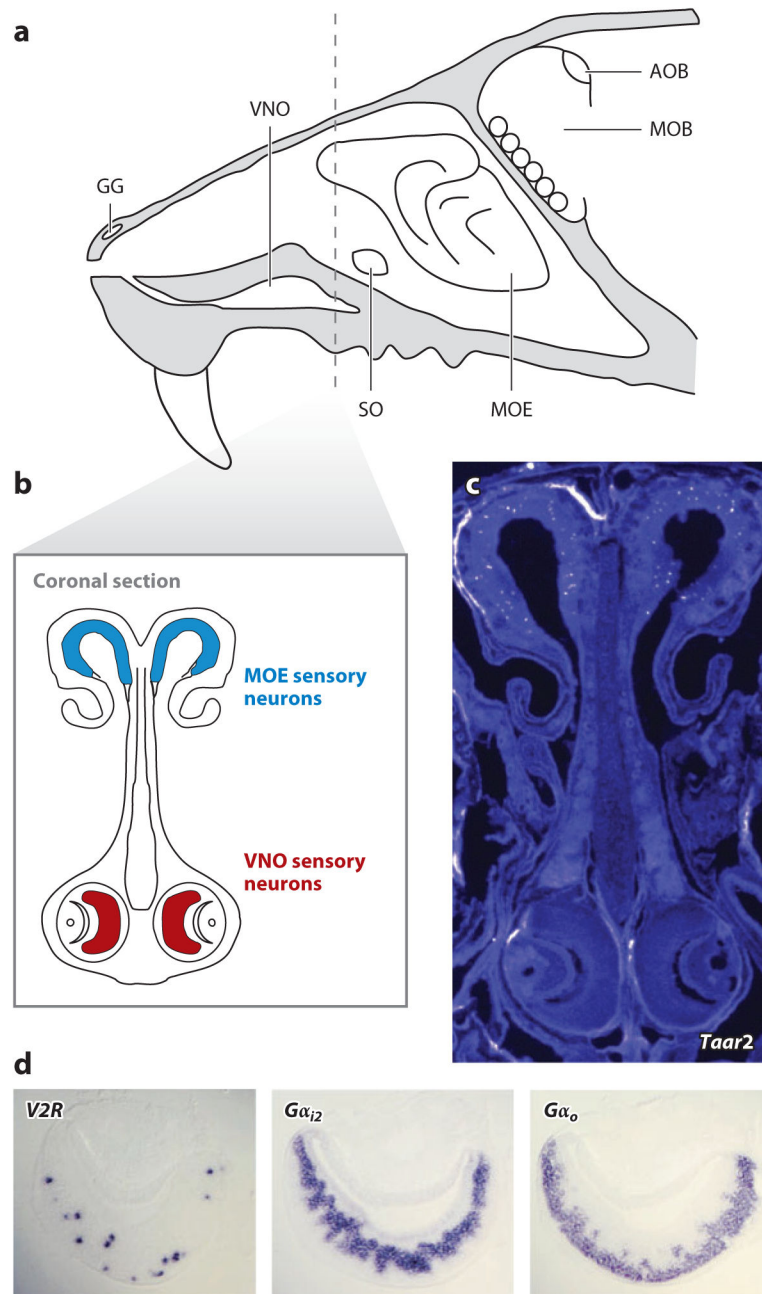 a
AOB
VNO
MOB
GG
SO
MOE
b
c
Coronal section
MOE sensory
neurons
VNO sensory
neurons
Taar2
d
V2R
Gαi2
Gαo